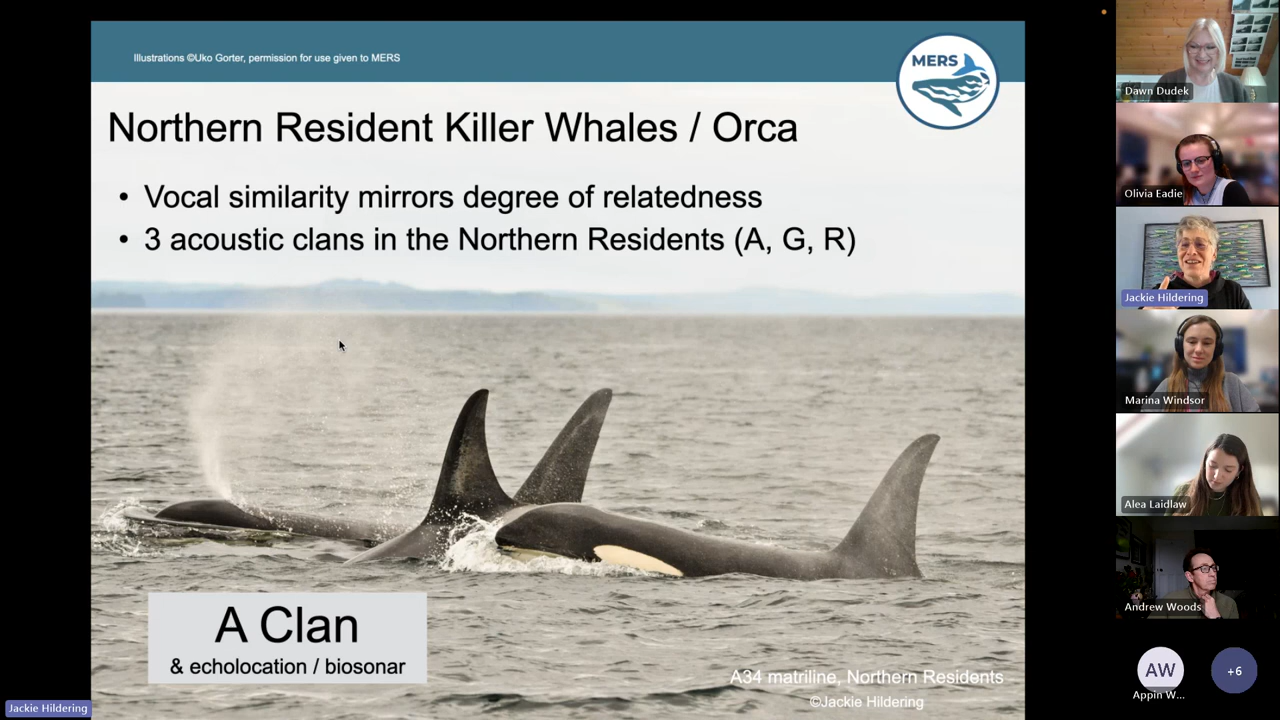 Illustrations ©Uko Gorter, permission for use given to MERS
MERS
Northern Resident Killer Whales / Orca
• Vocal similarity mirrors degree of relatedness
• 3 acoustic clans in the Northern Residents (A, G, R)
A Clan
& echolocation / biosonar
A34 matriline, Northern Residents
©Jackie Hildering
Jackie Hildering
Dawn Dudek
Olivia Eadie
Jackie Hildering
Marina Windsor
Alea Laidlaw
Andrew Woods
AW
Appin W...
+6